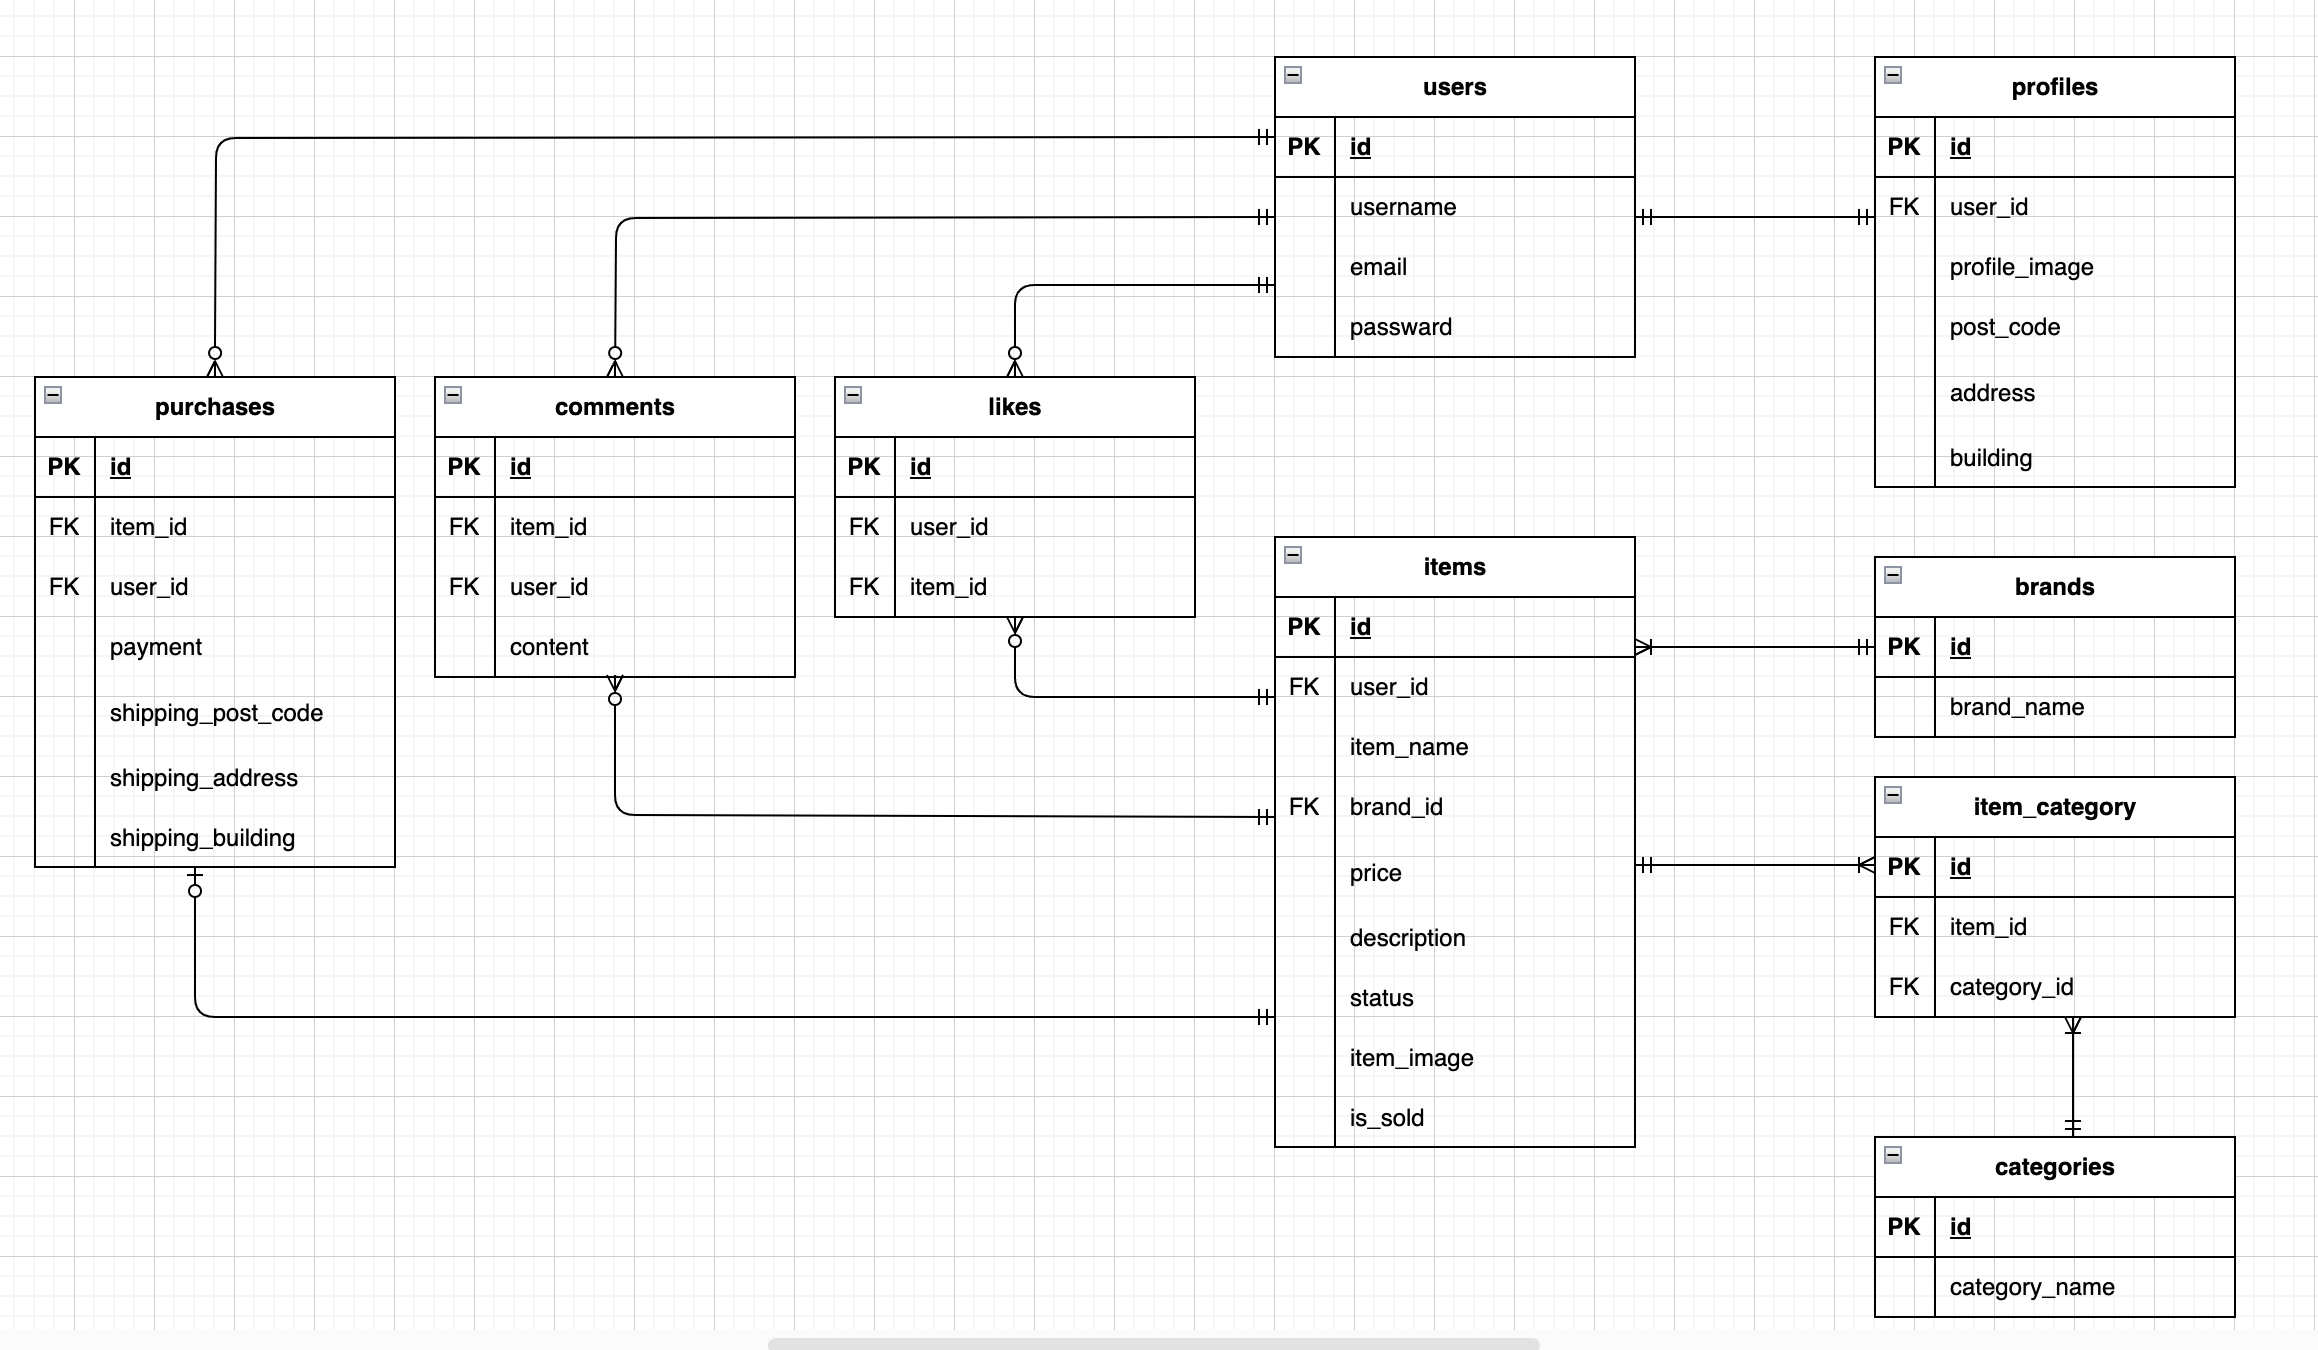 users
PK id
username
email
passward
profiles
PK id
FK user_id
profile_image
post_code
address
building
purchases
PK id
FK item_id
FK user_id
payment
shipping_post_code
shipping_address
shipping_building
comments
PK id
FK item_id
FK user_id
content
likes
PK id
FK user_id
FK item_id
items
PK id
FK user_id
item_name
FK brand_id
price
description
status
item_image
is_sold
brands
PK id
brand_name
item_category
PK id
FK item_id
FK category_id
categories
PK id
category_name